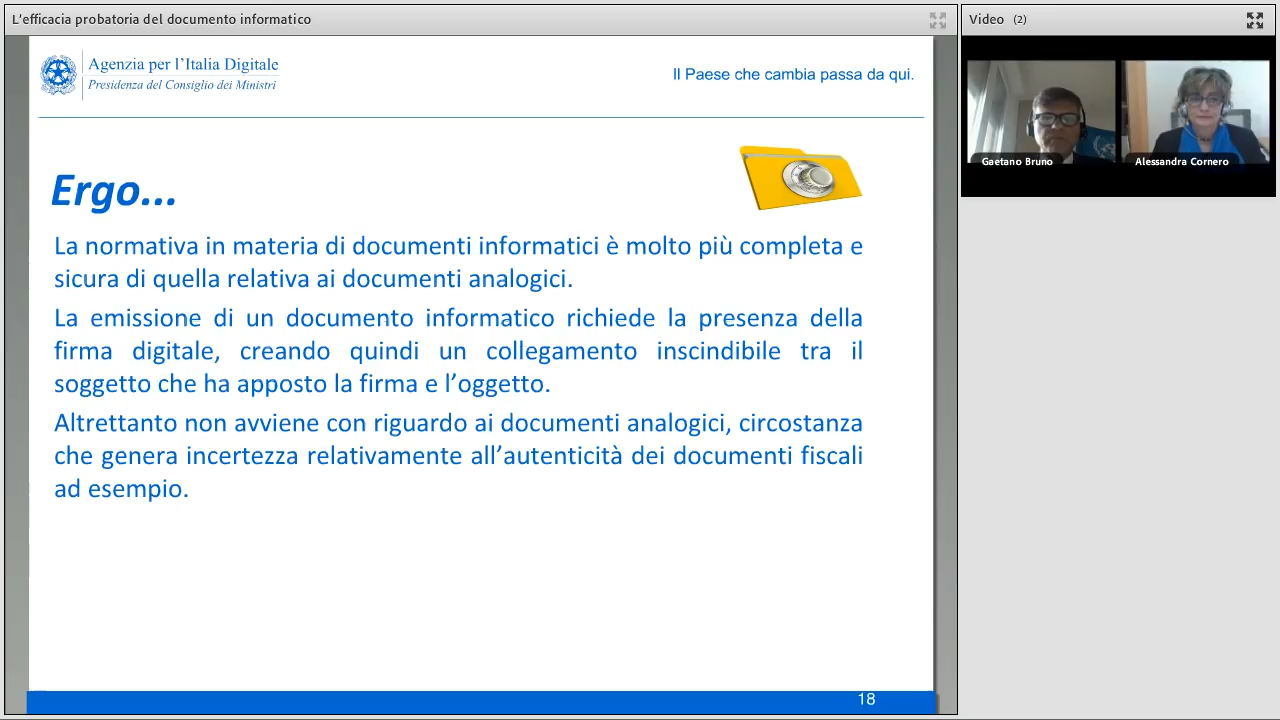 L'efficacia probatoria del documento informatico
Video (2)
Agenzia per l'Italia Digitale
Presidenza del Consiglio dei Ministri
Il Paese che cambia passa da qui.
Gaetano Bruno
Alessandra Cornero
Ergo...
La normativa in materia di documenti informatici è molto più completa e
sicura di quella relativa ai documenti analogici.
La emissione di un documento informatico richiede la presenza della
firma digitale, creando quindi un collegamento inscindibile tra il
soggetto che ha apposto la firma e l'oggetto.
Altrettanto non avviene con riguardo ai documenti analogici, circostanza
che genera incertezza relativamente all'autenticità dei documenti fiscali
ad esempio.
18